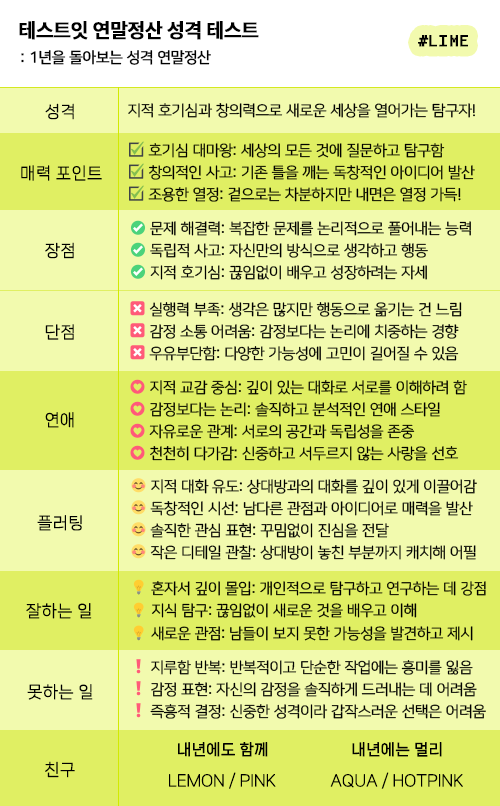 테스트잇 연말정산 성격 테스트
: 1년을 돌아보는 성격 연말정산
#LIME
성격
지적 호기심과 창의력으로 새로운 세상을 열어가는 탐구자!
매력 포인트
호기심 대마왕: 세상의 모든 것에 질문하고 탐구함
창의적인 사고: 기존 틀을 깨는 독창적인 아이디어 발산
조용한 열정: 겉으로는 차분하지만 내면은 열정 가득!
장점
문제 해결력: 복잡한 문제를 논리적으로 풀어내는 능력
독립적 사고: 자신만의 방식으로 생각하고 행동
지적 호기심: 끊임없이 배우고 성장하려는 자세
단점
실행력 부족: 생각은 많지만 행동으로 옮기는 건 느림
감정 소통 어려움: 감정보다는 논리에 치중하는 경향
우유부단함: 다양한 가능성에 고민이 길어질 수 있음
연애
지적 교감 중심: 깊이 있는 대화로 서로를 이해하려 함
감정보다는 논리: 솔직하고 분석적인 연애 스타일
자유로운 관계: 서로의 공간과 독립성을 존중
천천히 다가감: 신중하고 서두르지 않는 사랑을 선호
플러팅
지적 대화 유도: 상대방과의 대화를 깊이 있게 이끌어감
독창적인 시선: 남다른 관점과 아이디어로 매력을 발산
솔직한 관심 표현: 꾸밈없이 진심을 전달
작은 디테일 관찰: 상대방이 놓친 부분까지 캐치해 어필
잘하는 일
혼자서 깊이 몰입: 개인적으로 탐구하고 연구하는 데 강점
지식 탐구: 끊임없이 새로운 것을 배우고 이해
새로운 관점: 남들이 보지 못한 가능성을 발견하고 제시
못하는 일
지루함 반복: 반복적이고 단순한 작업에는 흥미를 잃음
감정 표현: 자신의 감정을 솔직하게 드러내는 데 어려움
즉흥적 결정: 신중한 성격이라 갑작스러운 선택은 어려움
친구
내년에도 함께
내년에는 멀리
LEMON / PINK
AQUA / HOTPINK